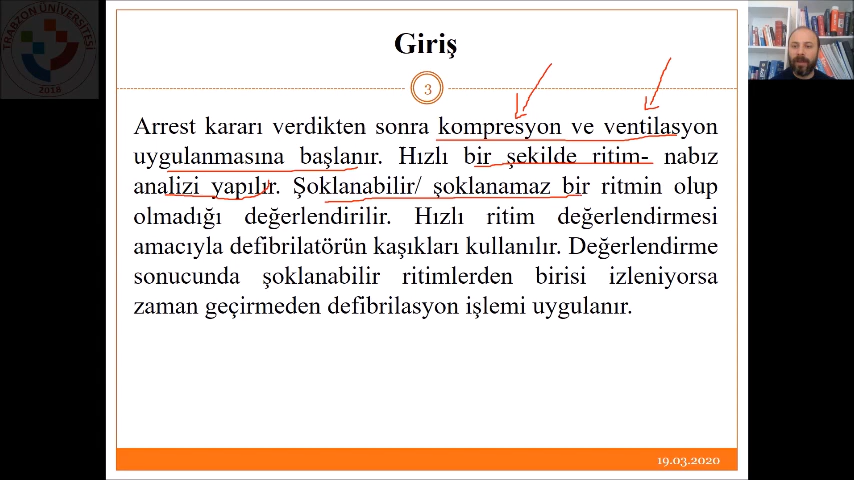 TRABZON ÜNİVERSİTESİ
2018
Giriş
3
Arrest kararı verdikten sonra kompresyon ve ventilasyon
uygulanmasına başlanır. Hızlı bir şekilde ritim- nabız
analizi yapılır. Şoklanabilir/ şoklanamaz bir ritmin olup
olmadığı değerlendirilir. Hızlı ritim değerlendirmesi
amacıyla defibrilatörün kaşıkları kullanılır. Değerlendirme
sonucunda şoklanabilir ritimlerden birisi izleniyorsa
zaman geçirmeden defibrilasyon işlemi uygulanır.
19.03.2020